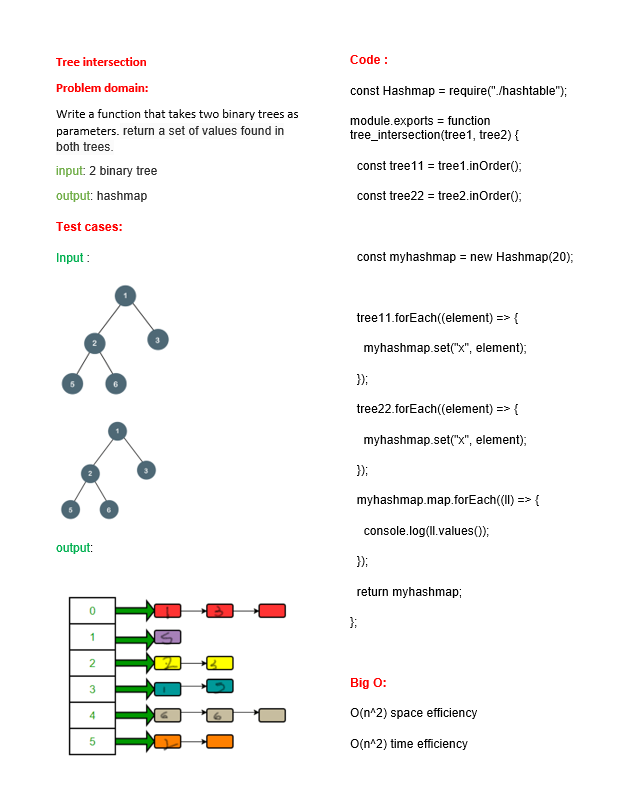 Tree intersection
Problem domain:
Write a function that takes two binary trees as
parameters. return a set of values found in
both trees.
input: 2 binary tree
output: hashmap
Test cases:
Input :
1
2
3
5
6
1
2
3
5
6
output:
0 1 3
1 5
2 2
3 1 3
4 6 6
5 2
Code :
const Hashmap = require("./hashtable");
module.exports = function
tree_intersection(tree1, tree2) {
const tree11 = tree1.inOrder();
const tree22 = tree2.inOrder();
const myhashmap = new Hashmap(20);
tree11.forEach((element) => {
myhashmap.set("x", element);
});
tree22.forEach((element) => {
myhashmap.set("x", element);
});
myhashmap.map.forEach((ll) => {
console.log(ll.values());
});
return myhashmap;
};
Big O:
O(n^2) space efficiency
O(n^2) time efficiency